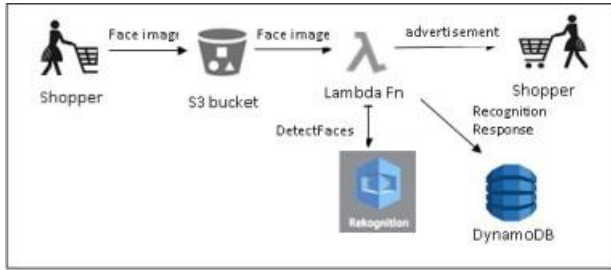 Face image
Face image
advertisement
Shopper
S3 bucket
Lambda Fn
Shopper
DetectFaces
Recognition
Response
Rekognition
DynamoDB